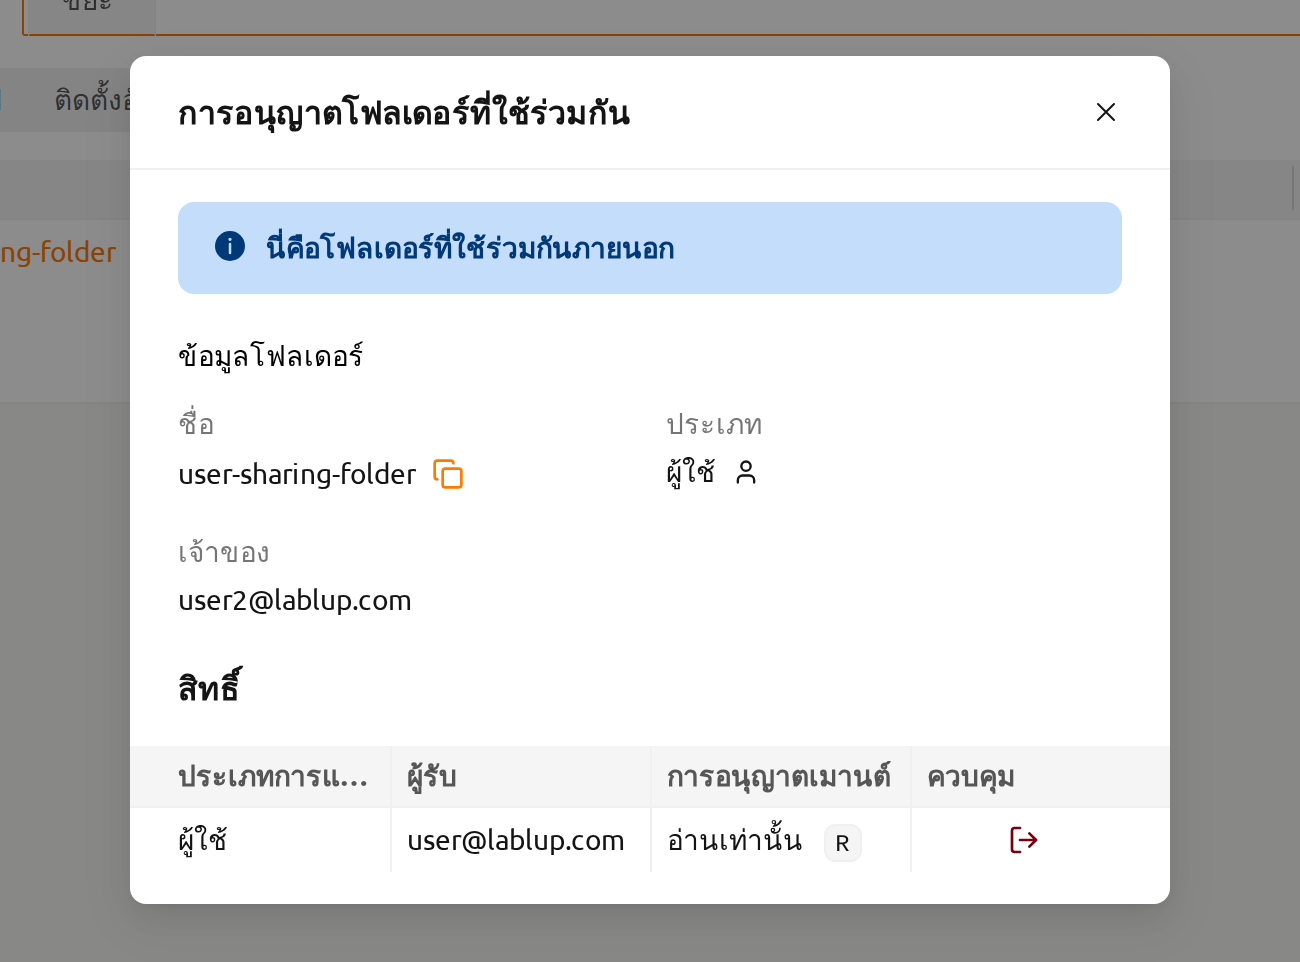 ขยะ
ติดตั้ง
การอนุญาตโฟลเดอร์ที่ใช้ร่วมกัน
ng-folder
นี่คือโฟลเดอร์ที่ใช้ร่วมกันภายนอก
ข้อมูลโฟลเดอร์
ชื่อ ประเภท
user-sharing-folder ผู้ใช้
เจ้าของ
user2@lablup.com
สิทธิ์
ประเภทการแ... ผู้รับ การอนุญาตเมานต์ ควบคุม
ผู้ใช้ user@lablup.com อ่านเท่านั้น R